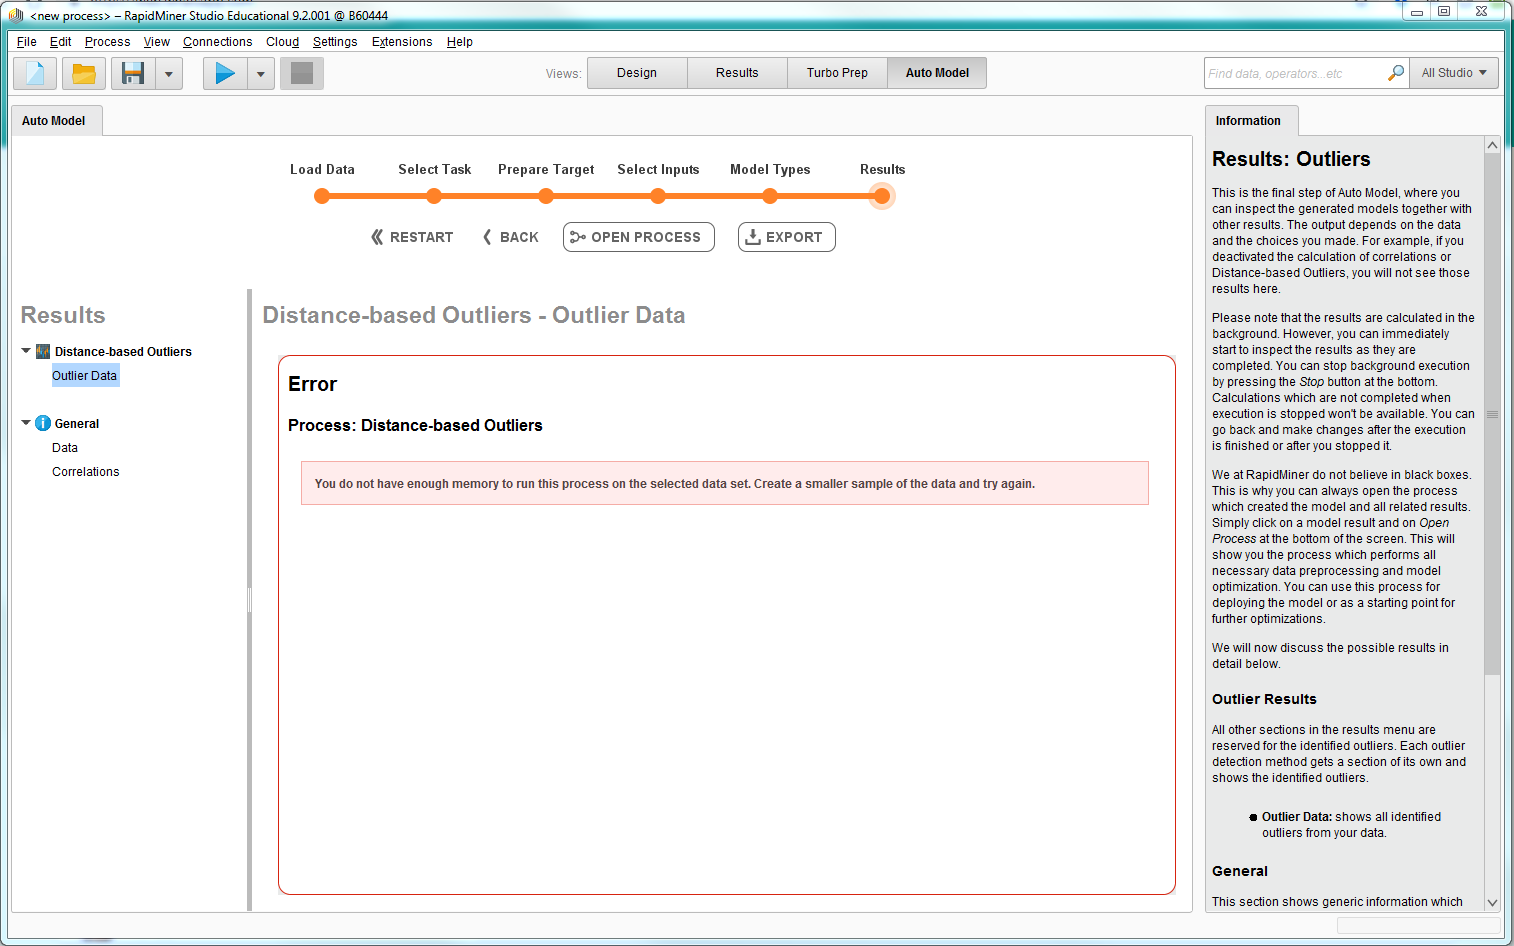 <new process> – RapidMiner Studio Educational 9.2.001 @ B60444
File Edit Process View Connections Cloud Settings Extensions Help
Views: Design Results Turbo Prep Auto Model
Find data, operators...etc
All Studio
Auto Model
Load Data Select Task Prepare Target Select Inputs Model Types Results
RESTART BACK OPEN PROCESS EXPORT
Results
Distance-based Outliers
Outlier Data
General
Data
Correlations
Distance-based Outliers - Outlier Data
Error
Process: Distance-based Outliers
You do not have enough memory to run this process on the selected data set. Create a smaller sample of the data and try again.
Information
Results: Outliers
This is the final step of Auto Model, where you
can inspect the generated models together with
other results. The output depends on the data
and the choices you made. For example, if you
deactivated the calculation of correlations or
Distance-based Outliers, you will not see those
results here.
Please note that the results are calculated in the
background. However, you can immediately
start to inspect the results as they are
completed. You can stop background execution
by pressing the Stop button at the bottom.
Calculations which are not completed when
execution is stopped won't be available. You can
go back and make changes after the execution
is finished or after you stopped it.
We at RapidMiner do not believe in black boxes.
This is why you can always open the process
which created the model and all related results.
Simply click on a model result and on Open
Process at the bottom of the screen. This will
show you the process which performs all
necessary data preprocessing and model
optimization. You can use this process for
deploying the model or as a starting point for
further optimizations.
We will now discuss the possible results in
detail below.
Outlier Results
All other sections in the results menu are
reserved for the identified outliers. Each outlier
detection method gets a section of its own and
shows the identified outliers.
Outlier Data: shows all identified
outliers from your data.
General
This section shows generic information which